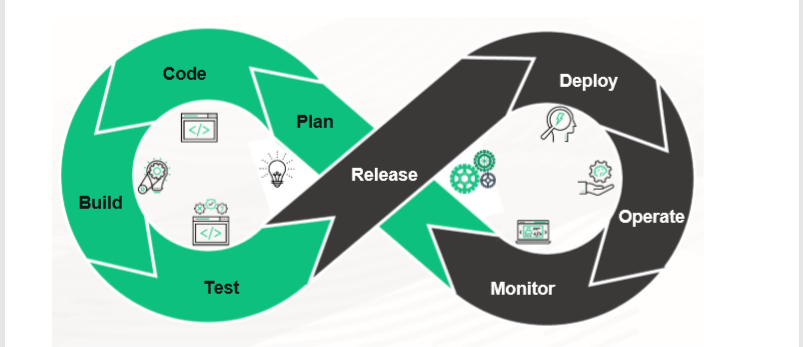 Code
Plan
Build
Test
Release
Deploy
Operate
Monitor